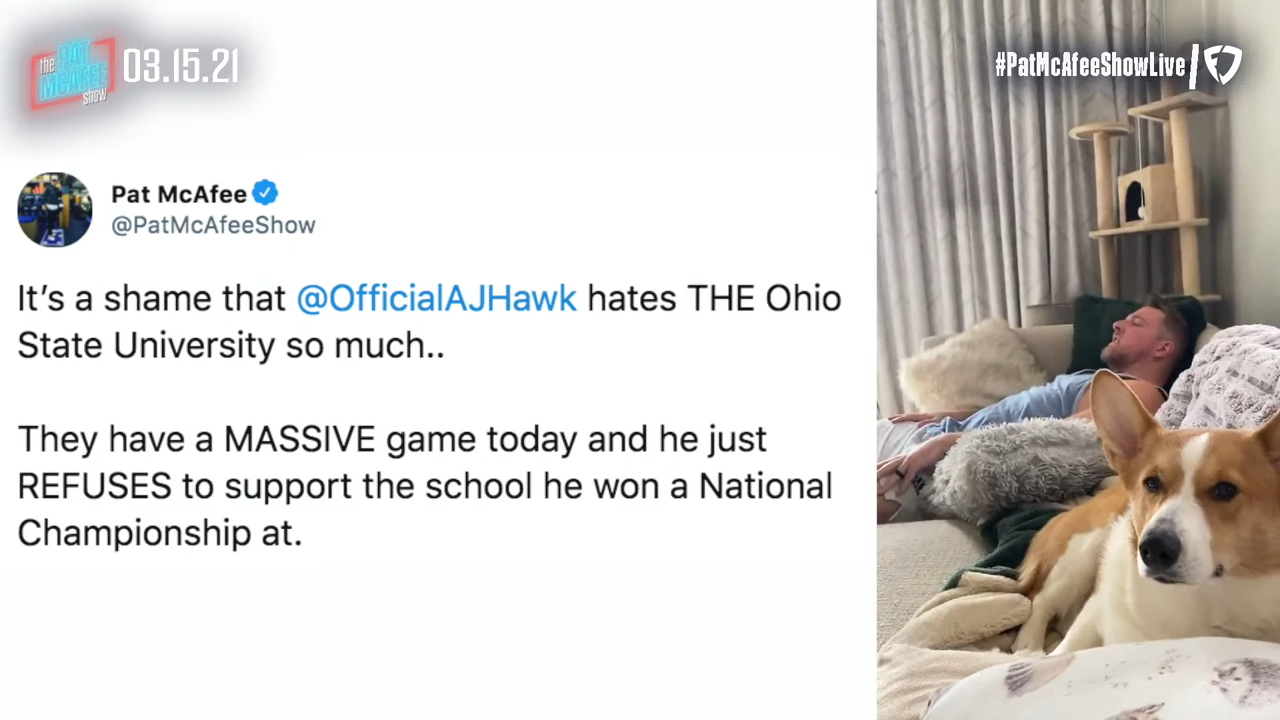 the
PAT
MCAFEE
show
03.15.21
#PatMcAfeeShowLive
Pat McAfee
@PatMcAfeeShow
It’s a shame that @OfficialAJHawk hates THE Ohio
State University so much..
They have a MASSIVE game today and he just
REFUSES to support the school he won a National
Championship at.